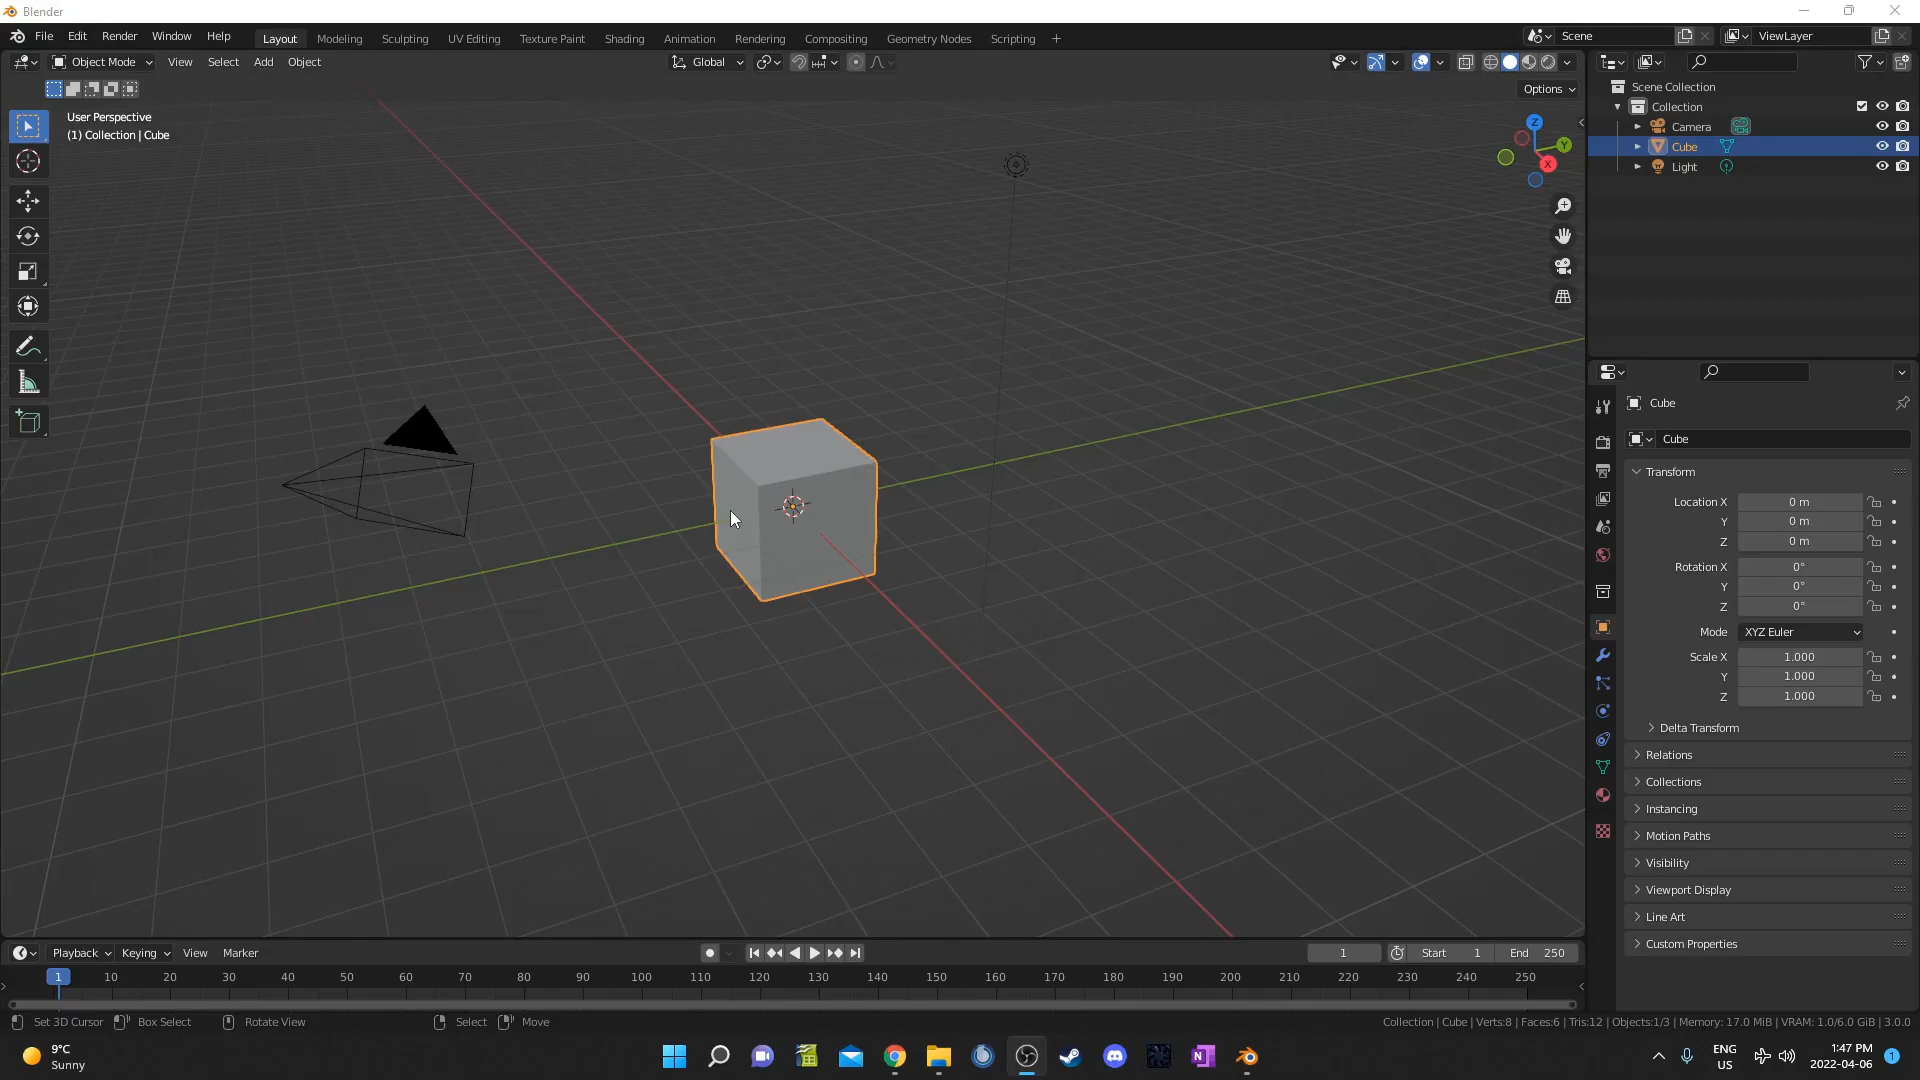 Blender
File Edit Render Window Help Layout Modeling Sculpting UV Editing Texture Paint Shading Animation Rendering Compositing Geometry Nodes Scripting + Scene ViewLayer
Object Mode View Select Add Object Global
Options
User Perspective
(1) Collection | Cube
Z
Y
X
Scene Collection
Collection
Camera
Cube
Light
Cube
Cube
Transform
Location X 0 m
Y 0 m
Z 0 m
Rotation X 0°
Y 0°
Z 0°
Mode XYZ Euler
Scale X 1.000
Y 1.000
Z 1.000
Delta Transform
Relations
Collections
Instancing
Motion Paths
Visibility
Viewport Display
Line Art
Custom Properties
Playback Keying View Marker 1 Start 1 End 250
1 10 20 30 40 50 60 70 80 90 100 110 120 130 140 150 160 170 180 190 200 210 220 230 240 250
Set 3D Cursor Box Select Rotate View Select Move Collection | Cube | Verts:8 | Faces:6 | Tris:12 | Objects:1/3 | Memory: 17.0 MiB | VRAM: 1.0/6.0 GiB | 3.0.0
9°C
Sunny
N
ENG
US
1:47 PM
2022-04-06
1